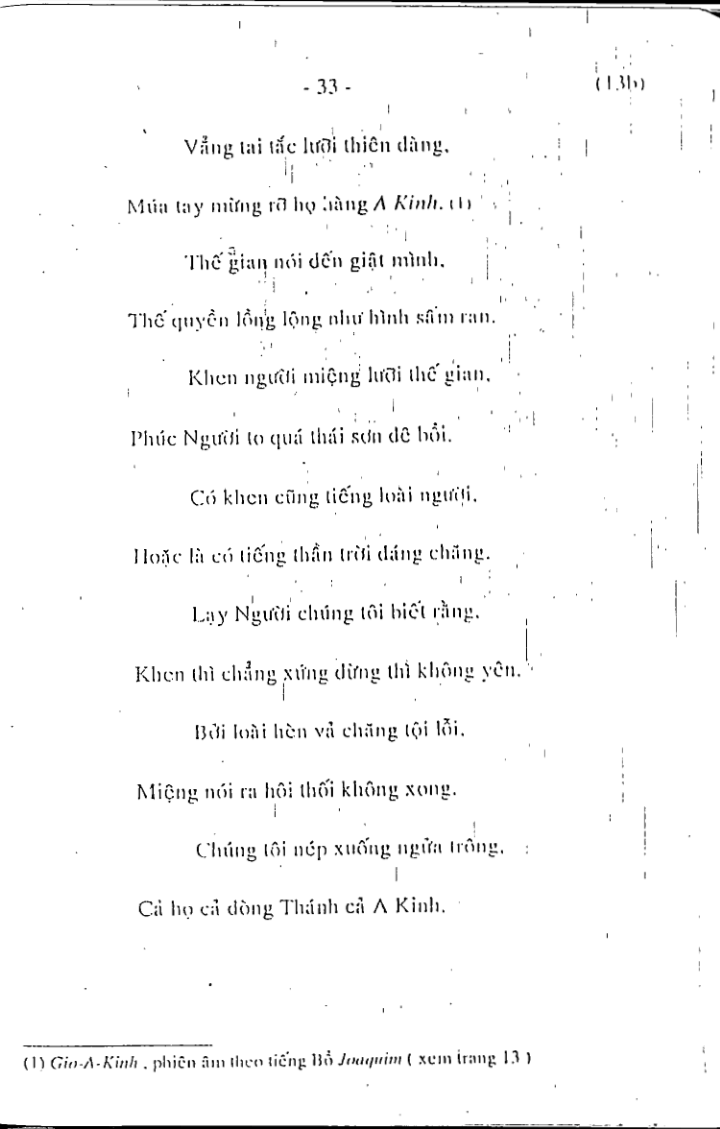 - 33 -
(13b)
Vẳng tai tắc lưỡi thiên dàng,
Múa tay mừng rỡ họ hàng A Kinh. (1)
Thế gian nói đến giật mình,
Thế quyền lồng lộng như hình sấm ran.
Khen người miệng lưỡi thế gian,
Phúc Người to quá thái sơn dê bồi.
Có khen cũng tiếng loài người,
Hoặc là có tiếng thần trời dáng chăng.
Lạy Người chúng tôi biết rằng,
Khen thì chẳng xứng dừng thì không yên.
Bởi loài hèn vả chăng tội lỗi,
Miệng nói ra hôi thối không xong.
Chúng tôi nép xuống ngửa trông,
Cả họ cả dòng Thánh cả A Kinh.
(1) Gio-A-Kinh , phiên âm theo tiếng Bồ Joaquim ( xem trang 13 )